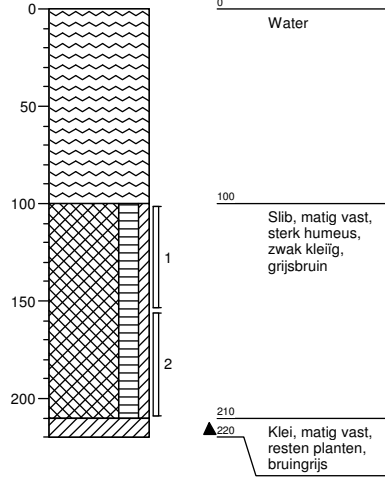 0
50
100
150
200
1
2
0
Water
100
Slib, matig vast,
sterk humeus,
zwak kleiïg,
grijsbruin
210
220
Klei, matig vast,
resten planten,
bruingrijs